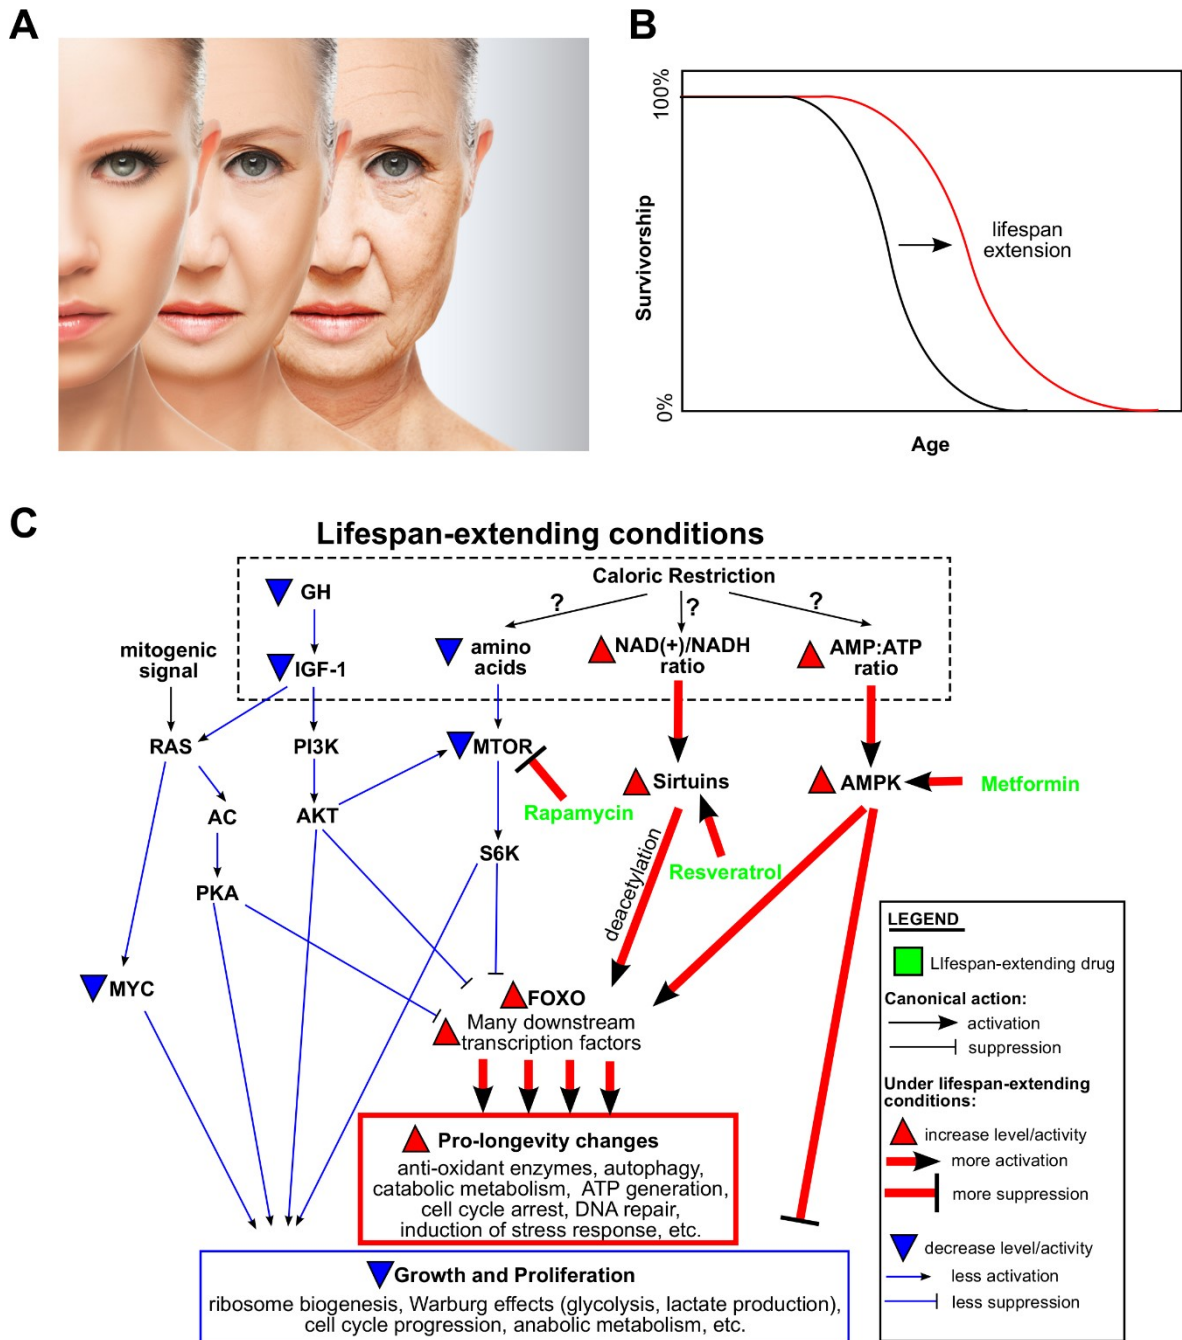 A
B
100%
0%
Survivorship
lifespan
extension
Age
C
Lifespan-extending conditions
GH
IGF-1
Caloric Restriction
?
?
?
amino
acids
NAD(+)/NADH
ratio
AMP:ATP
ratio
mitogenic
signal
RAS
PI3K
MTOR
Sirtuins
AMPK
Metformin
Rapamycin
AC
AKT
S6K
Resveratrol
PKA
deacetylation
MYC
FOXO
Many downstream
transcription factors
Pro-longevity changes
anti-oxidant enzymes, autophagy,
catabolic metabolism, ATP generation,
cell cycle arrest, DNA repair,
induction of stress response, etc.
Growth and Proliferation
ribosome biogenesis, Warburg effects (glycolysis, lactate production),
cell cycle progression, anabolic metabolism, etc.
LEGEND
LIfespan-extending drug
Canonical action:
activation
suppression
Under lifespan-extending
conditions:
increase level/activity
more activation
more suppression
decrease level/activity
less activation
less suppression